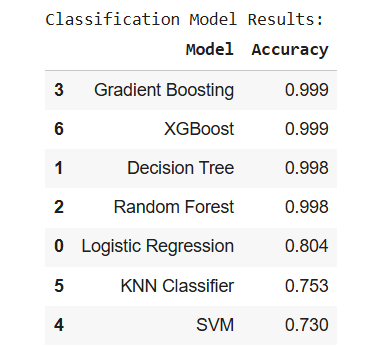 Classification Model Results:
Model Accuracy
3 Gradient Boosting 0.999
6 XGBoost 0.999
1 Decision Tree 0.998
2 Random Forest 0.998
0 Logistic Regression 0.804
5 KNN Classifier 0.753
4 SVM 0.730